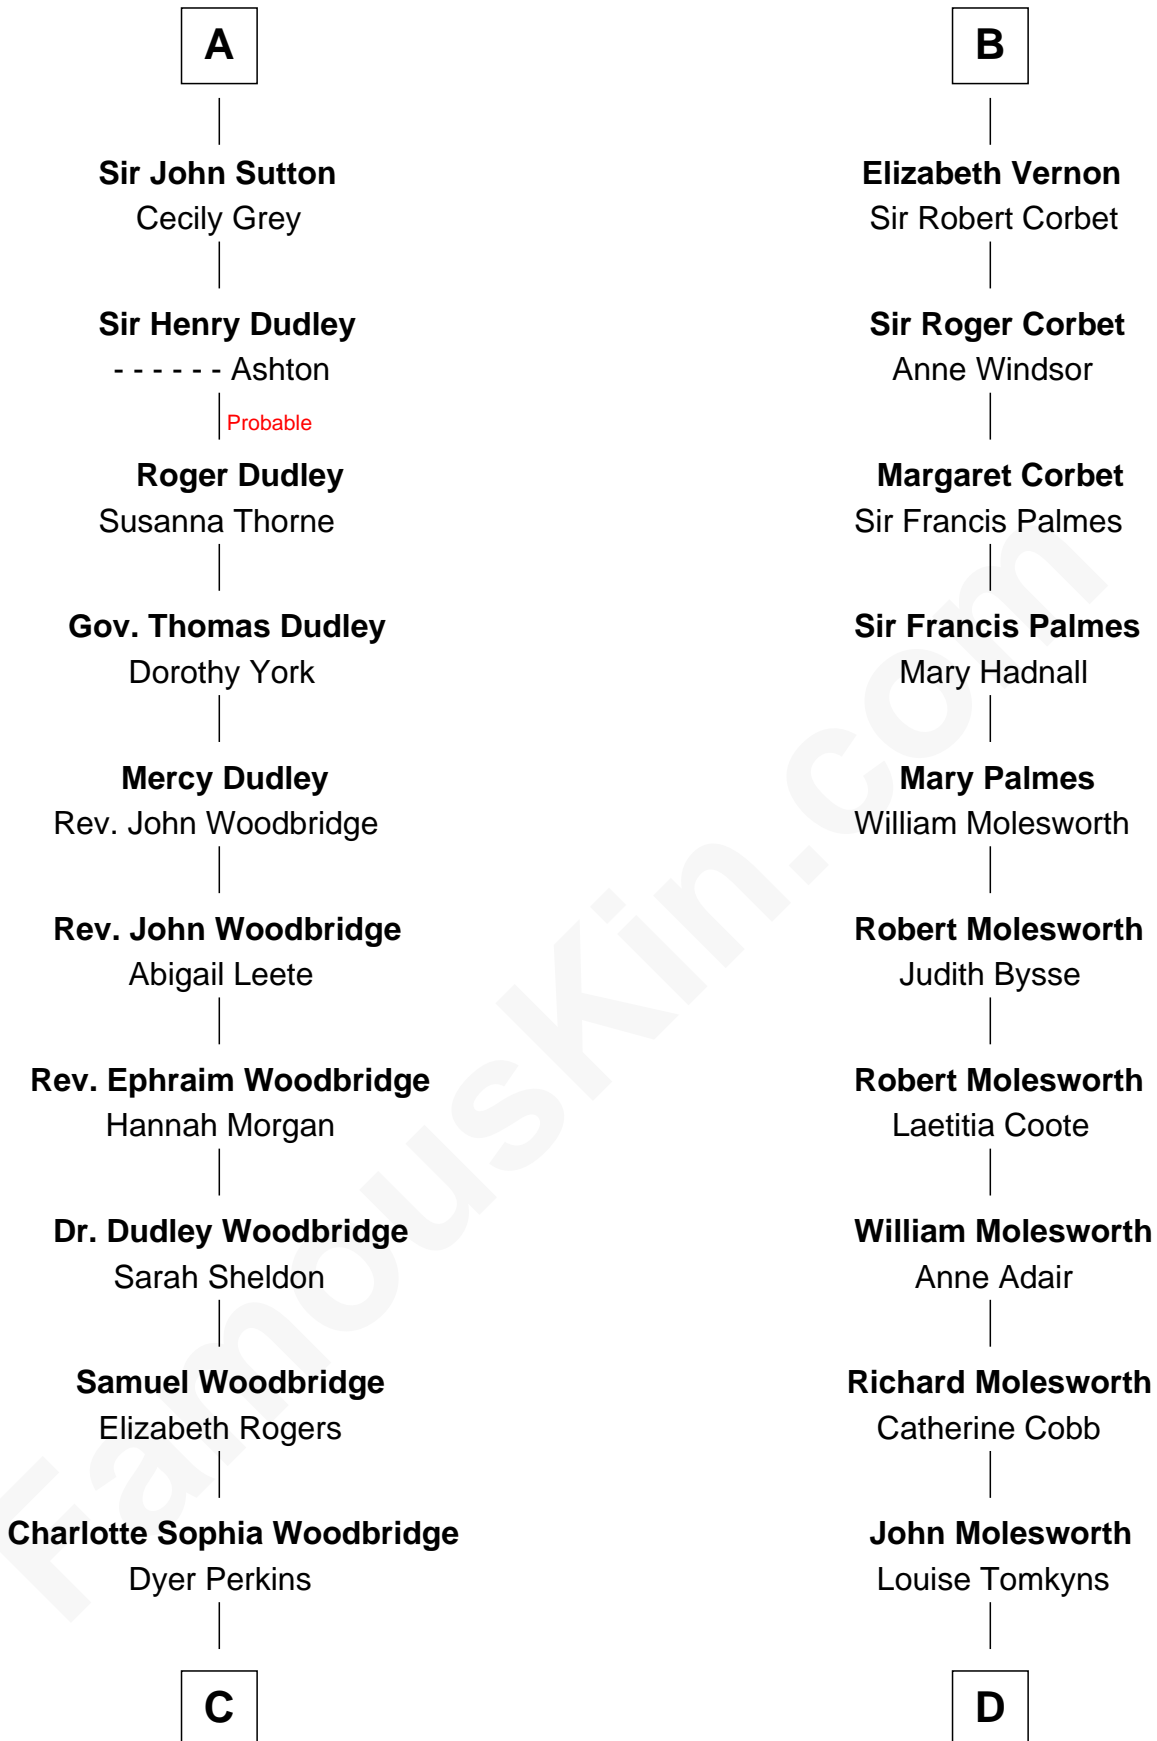 A
Sir John Sutton
Cecily Grey
Sir Henry Dudley
- - - - - - Ashton
Probable
Roger Dudley
Susanna Thorne
Gov. Thomas Dudley
Dorothy York
Mercy Dudley
Rev. John Woodbridge
Rev. John Woodbridge
Abigail Leete
Rev. Ephraim Woodbridge
Hannah Morgan
Dr. Dudley Woodbridge
Sarah Sheldon
Samuel Woodbridge
Elizabeth Rogers
Charlotte Sophia Woodbridge
Dyer Perkins
C
B
Elizabeth Vernon
Sir Robert Corbet
Sir Roger Corbet
Anne Windsor
Margaret Corbet
Sir Francis Palmes
Sir Francis Palmes
Mary Hadnall
Mary Palmes
William Molesworth
Robert Molesworth
Judith Bysse
Robert Molesworth
Laetitia Coote
William Molesworth
Anne Adair
Richard Molesworth
Catherine Cobb
John Molesworth
Louise Tomkyns
D
FamousKin.com